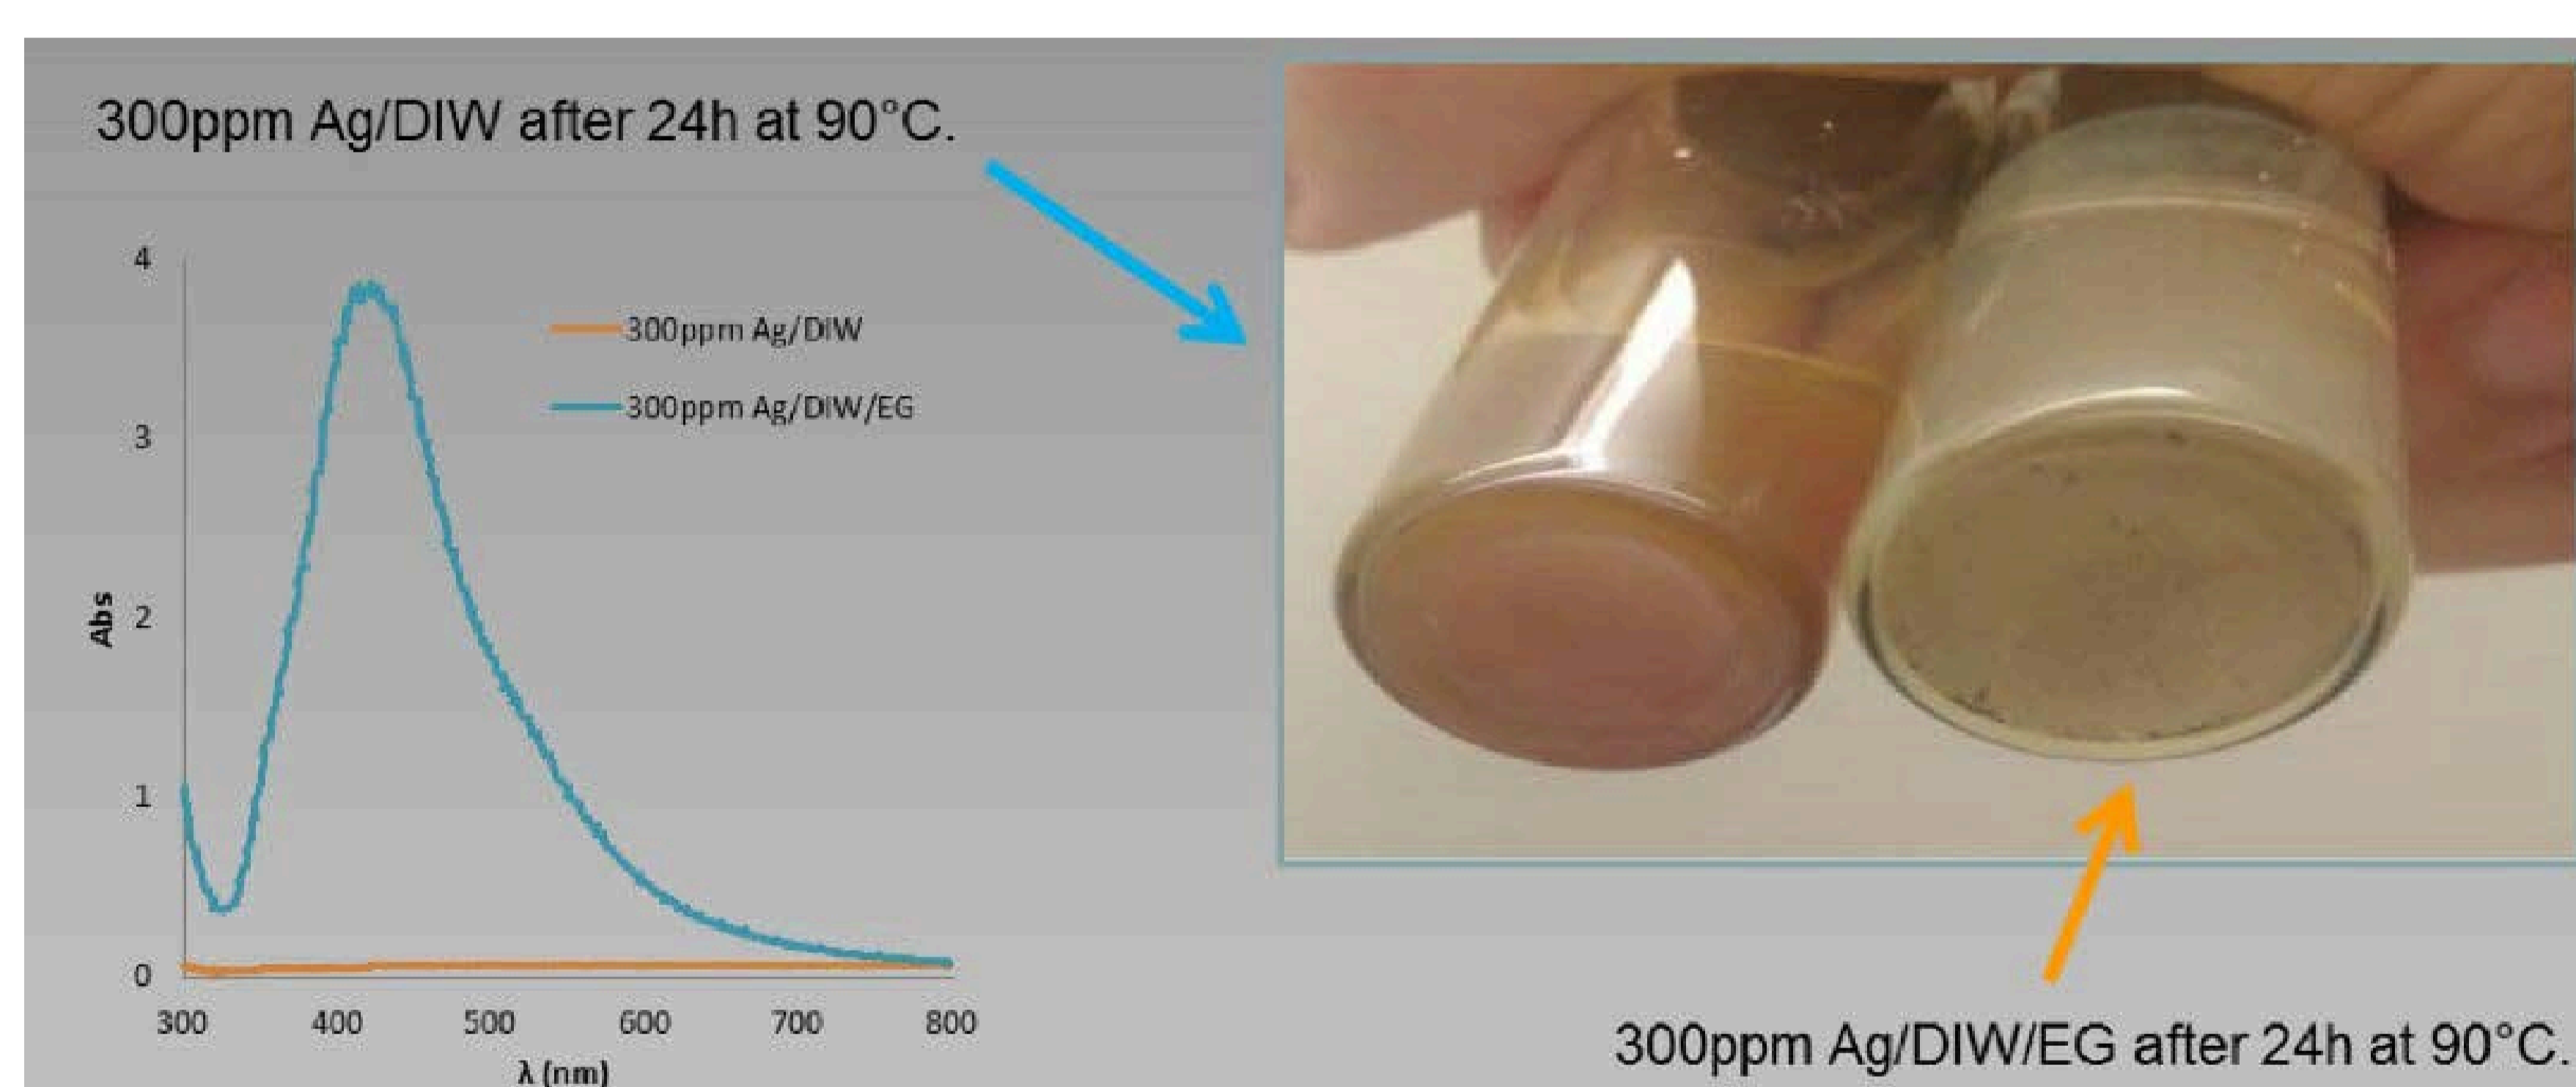 300ppm Ag/DIW after 24h at 90°C.
4
3
2
1
0
Abs
300ppm Ag/DIW
300ppm Ag/DIW/EG
300 400 500 600 700 800
λ (nm)
300ppm Ag/DIW/EG after 24h at 90°C.